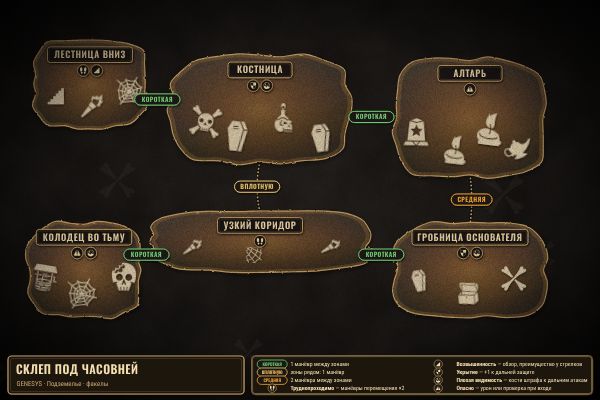 ЛЕСТНИЦА ВНИЗ
КОСТНИЦА
АЛТАРЬ
КОРОТКАЯ
КОРОТКАЯ
ВПЛОТНУЮ
СРЕДНЯЯ
КОЛОДЕЦ ВО ТЬМУ
УЗКИЙ КОРИДОР
ГРОБНИЦА ОСНОВАТЕЛЯ
КОРОТКАЯ
КОРОТКАЯ
СКЛЕП ПОД ЧАСОВНЕЙ
GENESYS · Подземелье · факелы
КОРОТКАЯ 1 манёвр между зонами
ВПЛОТНУЮ зоны рядом: 1 манёвр
СРЕДНЯЯ 2 манёвра между зонами
Труднопроходимо — манёвры перемещения ×2
Возвышенность — обзор, преимущество у стрелков
Укрытие — +1 к дальней защите
Плохая видимость — кости штрафа к дальним атакам
Опасно — урон или проверка при входе